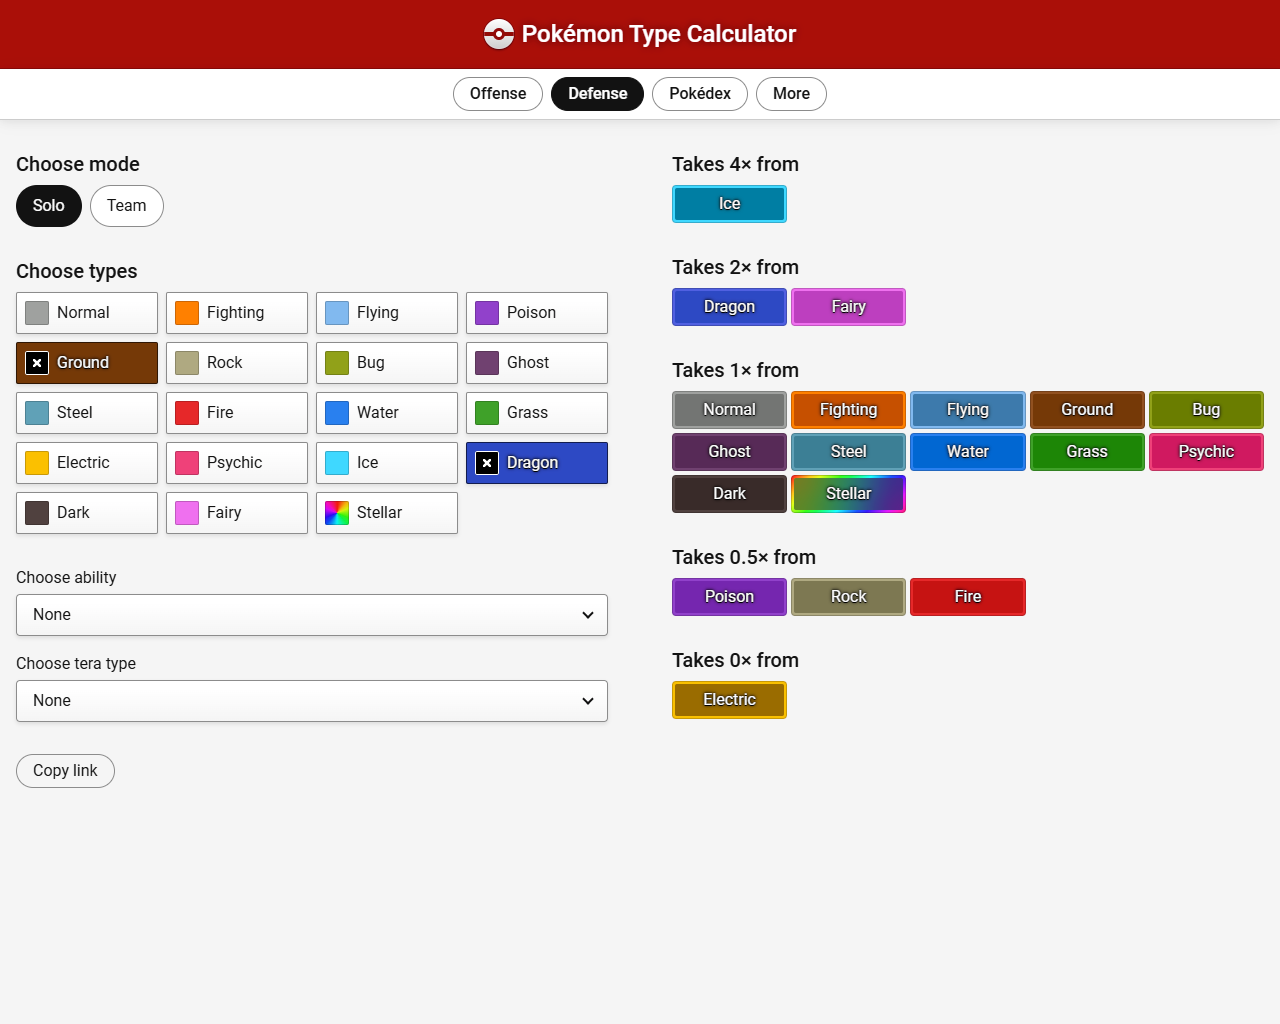 Pokémon Type Calculator
Offense Defense Pokédex More
Choose mode
Solo Team
Choose types
Normal Fighting Flying Poison
Ground Rock Bug Ghost
Steel Fire Water Grass
Electric Psychic Ice Dragon
Dark Fairy Stellar
Choose ability
None
Choose tera type
None
Copy link
Takes 4× from
Ice
Takes 2× from
Dragon Fairy
Takes 1× from
Normal Fighting Flying Ground Bug
Ghost Steel Water Grass Psychic
Dark Stellar
Takes 0.5× from
Poison Rock Fire
Takes 0× from
Electric